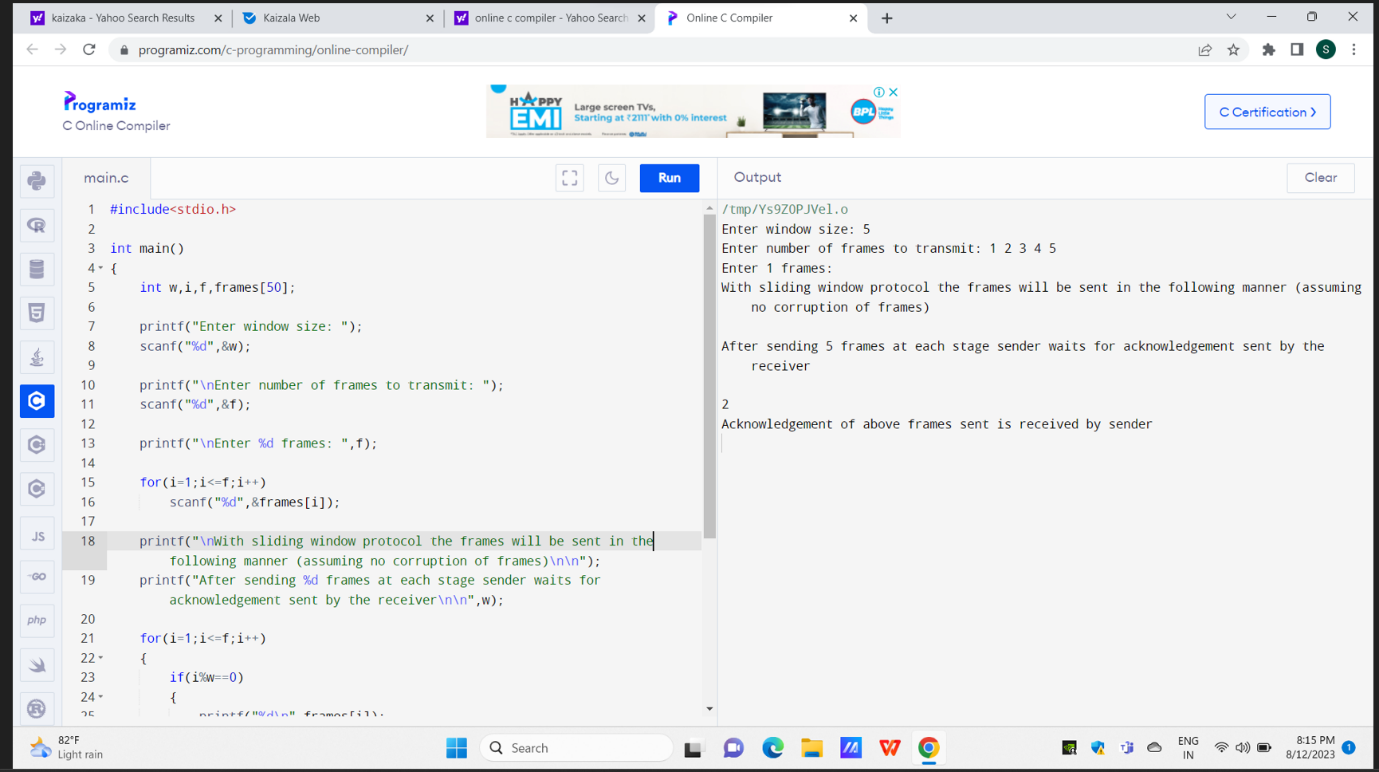 kaizaka - Yahoo Search Results
Kaizala Web
online c compiler - Yahoo Search
Online C Compiler
programiz.com/c-programming/online-compiler/
S
Programiz
C Online Compiler
HAPPY
EMI
Large screen TVs,
Starting at ₹2111* with 0% interest
BPL
C Certification >
main.c
Run
Output
Clear
1 #include<stdio.h>
2
3 int main()
4 {
5 int w,i,f,frames[50];
6
7 printf("Enter window size: ");
8 scanf("%d",&w);
9
10 printf("\nEnter number of frames to transmit: ");
11 scanf("%d",&f);
12
13 printf("\nEnter %d frames: ",f);
14
15 for(i=1;i<=f;i++)
16 scanf("%d",&frames[i]);
17
18 printf("\nWith sliding window protocol the frames will be sent in the
following manner (assuming no corruption of frames)\n\n");
19 printf("After sending %d frames at each stage sender waits for
acknowledgement sent by the receiver\n\n",w);
20
21 for(i=1;i<=f;i++)
22 {
23 if(i%w==0)
24 {
25 printf("%d\n",frames[i]);
/tmp/Ys9ZOPJVel.o
Enter window size: 5
Enter number of frames to transmit: 1 2 3 4 5
Enter 1 frames:
With sliding window protocol the frames will be sent in the following manner (assuming
no corruption of frames)
After sending 5 frames at each stage sender waits for acknowledgement sent by the
receiver
2
Acknowledgement of above frames sent is received by sender
JS
GO
php
82°F
Light rain
Search
ENG
IN
8:15 PM
8/12/2023
1